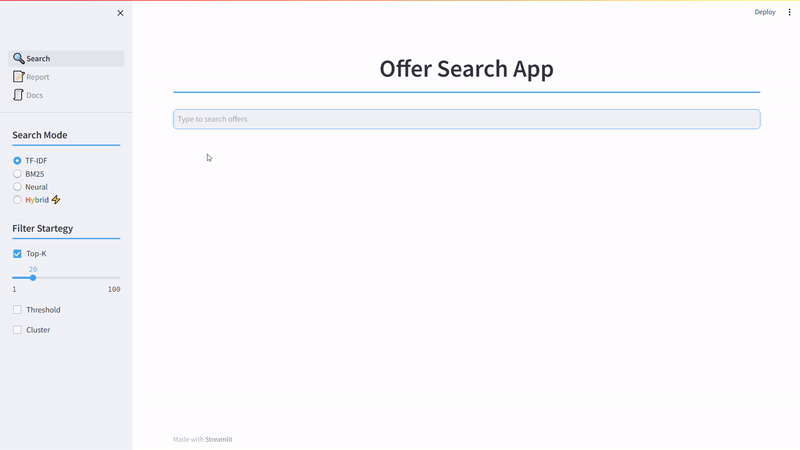 Deploy
Search
Report
Docs
Search Mode
TF-IDF
BM25
Neural
Hybrid
Filter Startegy
Top-K
20
1 100
Threshold
Cluster
Offer Search App
Type to search offers
Made with Streamlit